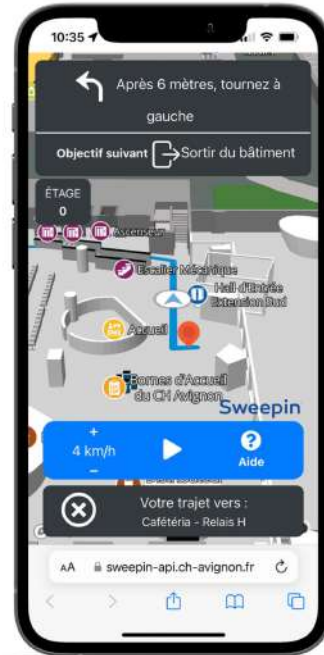 10:35
Après 6 mètres, tournez à
gauche
Objectif suivant Sortir du bâtiment
ÉTAGE
0
Ascenseur
Escalier Mécanique
Hall d'Entrée
Extension Sud
Accueil
Bornes d'Accueil
du CH Avignon
Sweepin
+
4 km/h
−
?
Aide
Votre trajet vers :
Cafétéria - Relais H
AA sweepin-api.ch-avignon.fr